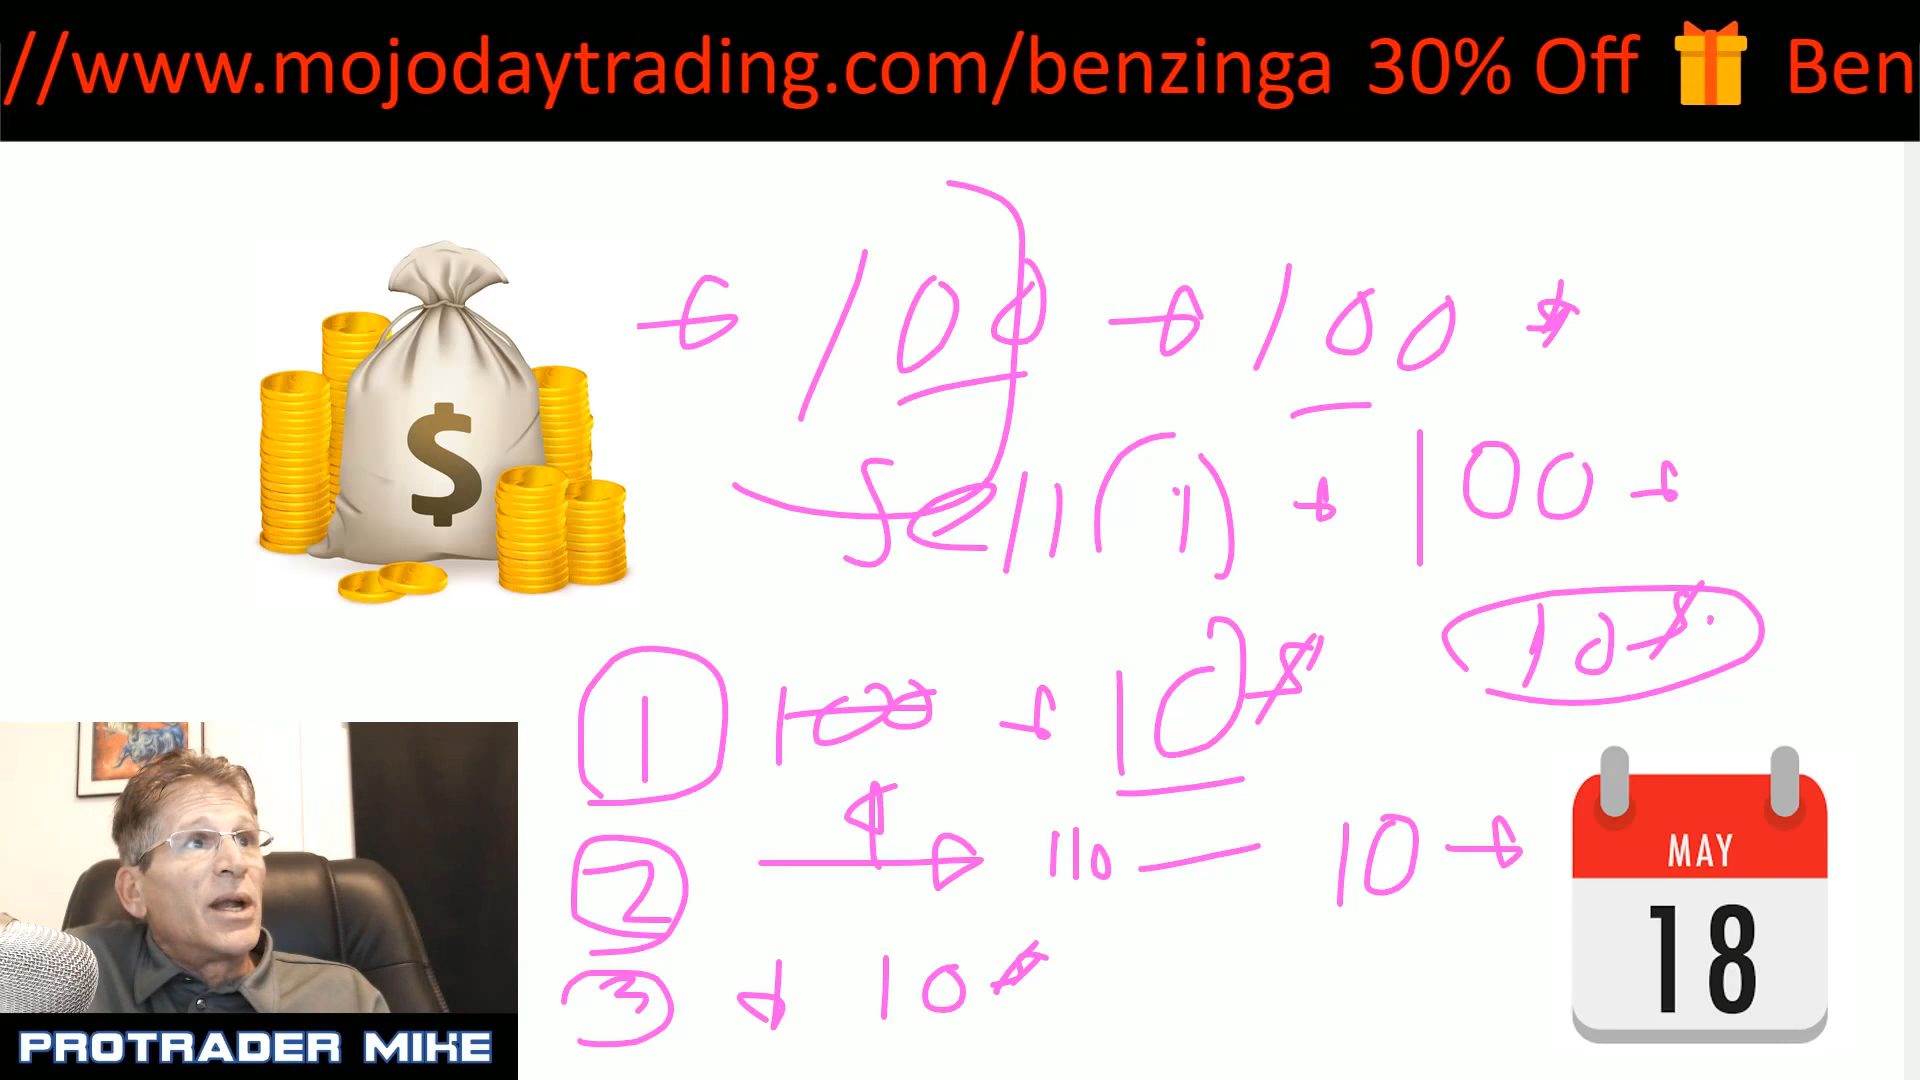 //www.mojodaytrading.com/benzinga 30% Off 🎁 Ben
$
100 100
sell (1) 100
10
1 100 10
MAY
2 110 — 10
18
3 10
PROTRADER MIKE